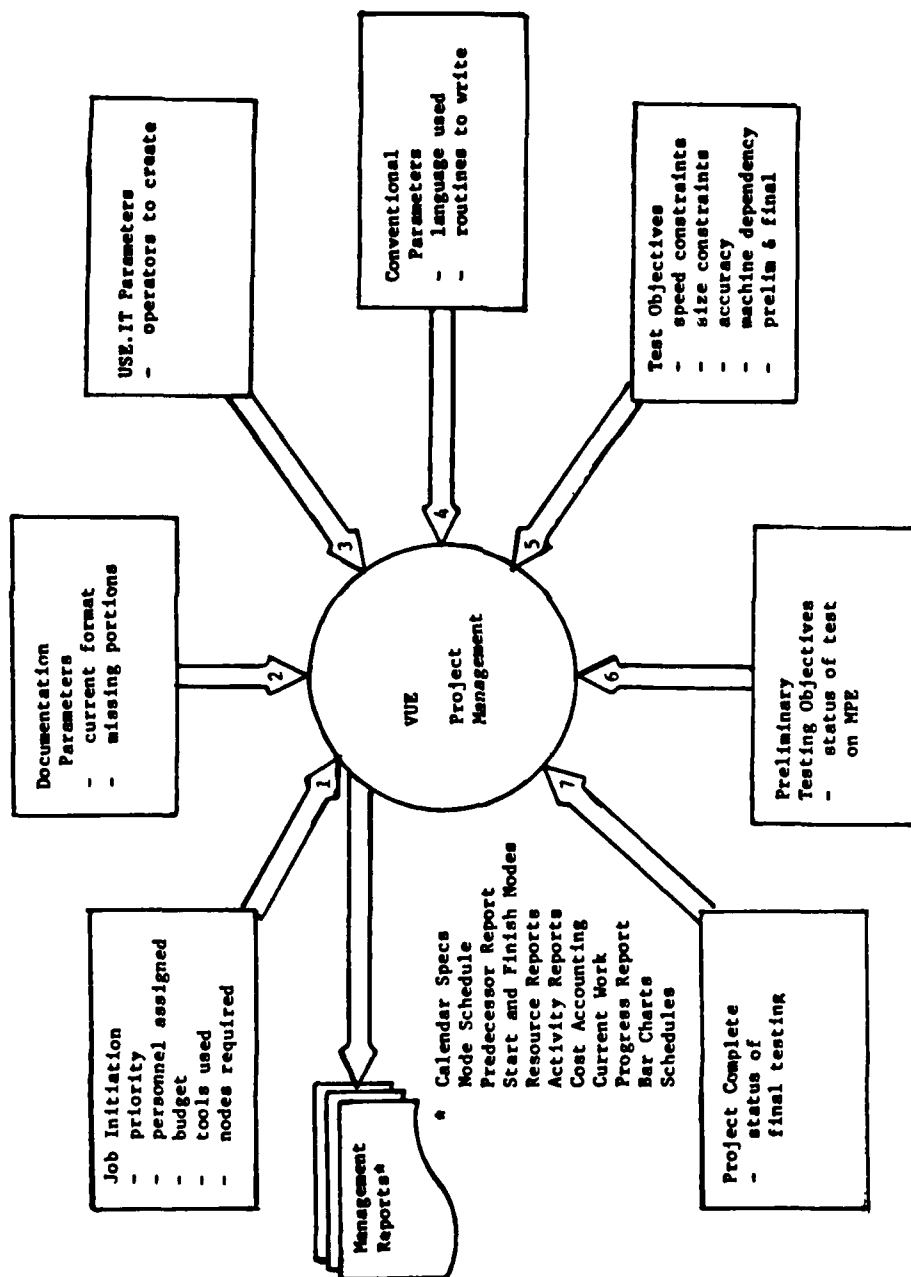 Job Initiation
- priority
- personnel assigned
- budget
- tools used
- nodes required
Documentation
Parameters
- current format
- missing portions
USE.IT Parameters
- operators to create
Conventional
Parameters
- language used
- routines to write
Test Objectives
- speed constraints
- size constraints
- accuracy
- machine dependency
- prelim & final
Preliminary
Testing Objectives
- status of test
on MPE
Project Complete
- status of
final testing
1
2
3
4
5
6
7
VUE
Project
Management
Management
Reports*
* Calendar Specs
Node Schedule
Predecessor Report
Start and Finish Nodes
Resource Reports
Activity Reports
Cost Accounting
Current Work
Progress Report
Bar Charts
Schedules